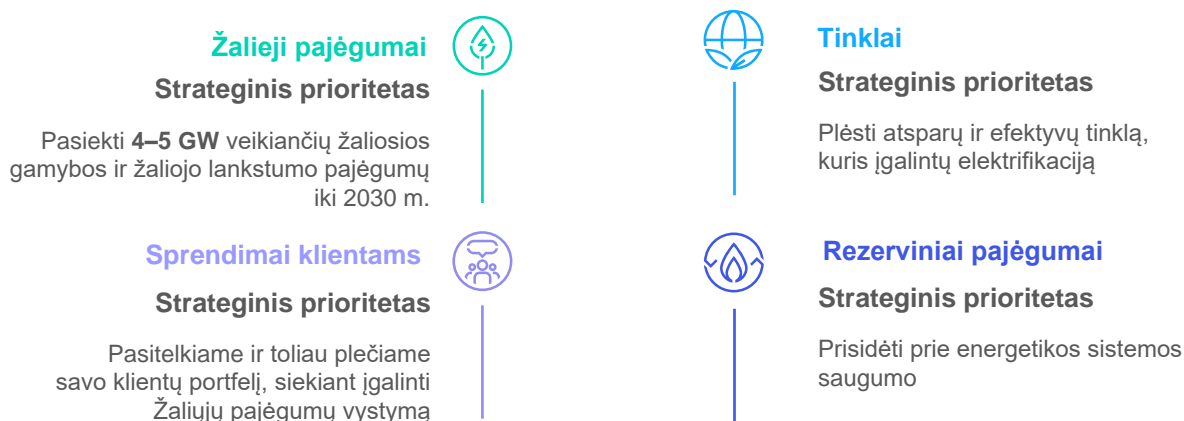 Žalieji pajėgumai
Strateginis prioritetas
Pasiekti 4–5 GW veikiančių žaliosios
gamybos ir žaliojo lankstumo pajėgumų
iki 2030 m.
Tinklai
Strateginis prioritetas
Plėsti atsparų ir efektyvų tinklą,
kuris įgalintų elektrifikaciją
Sprendimai klientams
Strateginis prioritetas
Pasitelkiame ir toliau plečiame
savo klientų portfelį, siekiant įgalinti
Žaliųjų pajėgumų vystymą
Rezerviniai pajėgumai
Strateginis prioritetas
Prisidėti prie energetikos sistemos
saugumo